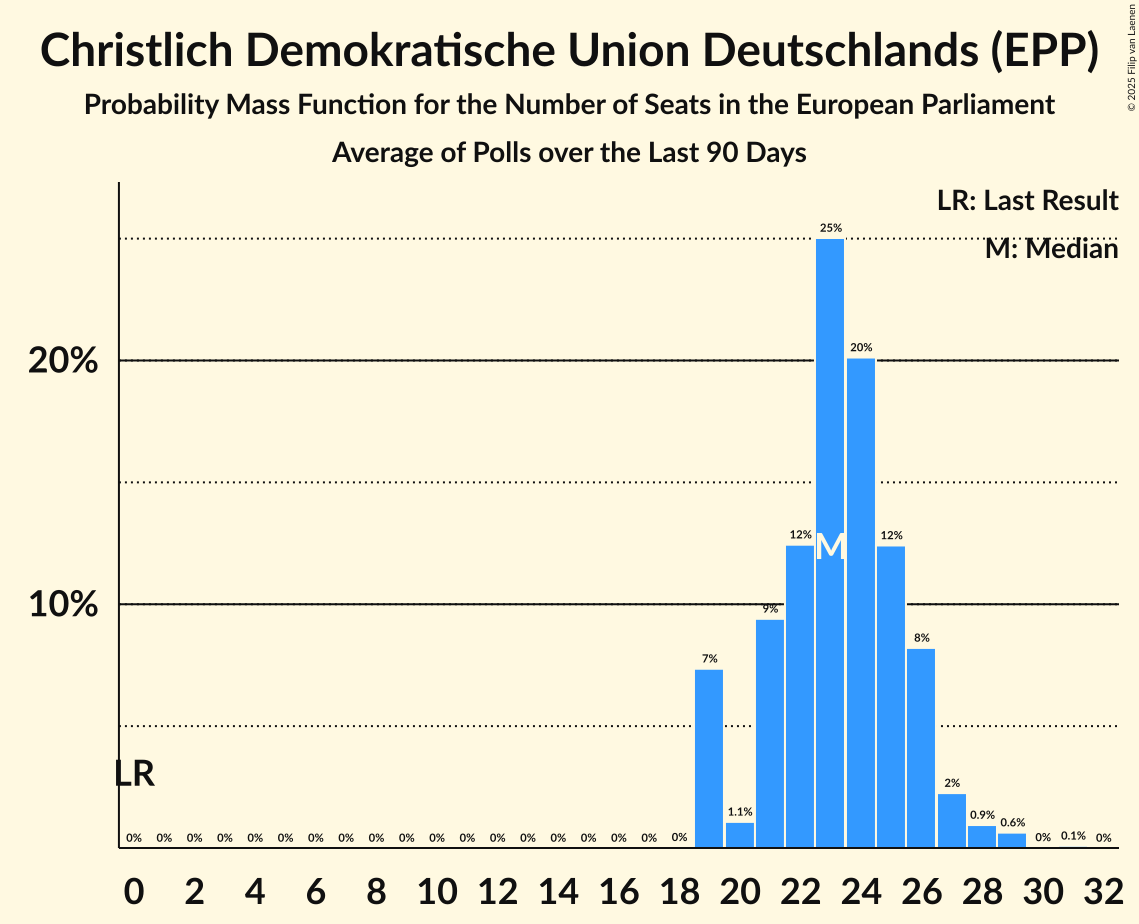 Christlich Demokratische Union Deutschlands (EPP)
Probability Mass Function for the Number of Seats in the European Parliament
Average of Polls over the Last 90 Days
© 2025 Filip van Laenen
LR: Last Result
M: Median
25%
20%
20%
12%
12%
M
10%
9%
8%
7%
LR
2%
1.1%
0.9%
0.6%
0% 0% 0% 0% 0% 0% 0% 0% 0% 0% 0% 0% 0% 0% 0% 0% 0% 0% 0% 0% 0.1% 0%
0 2 4 6 8 10 12 14 16 18 20 22 24 26 28 30 32